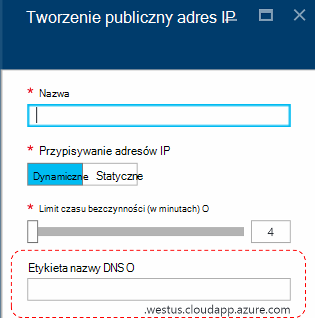 Tworzenie publiczny adres IP
* Nazwa
* Przypisywanie adresów IP
Dynamiczne Statyczne
* Limit czasu bezczynności (w minutach) O
4
Etykieta nazwy DNS O
.westus.cloudapp.azure.com